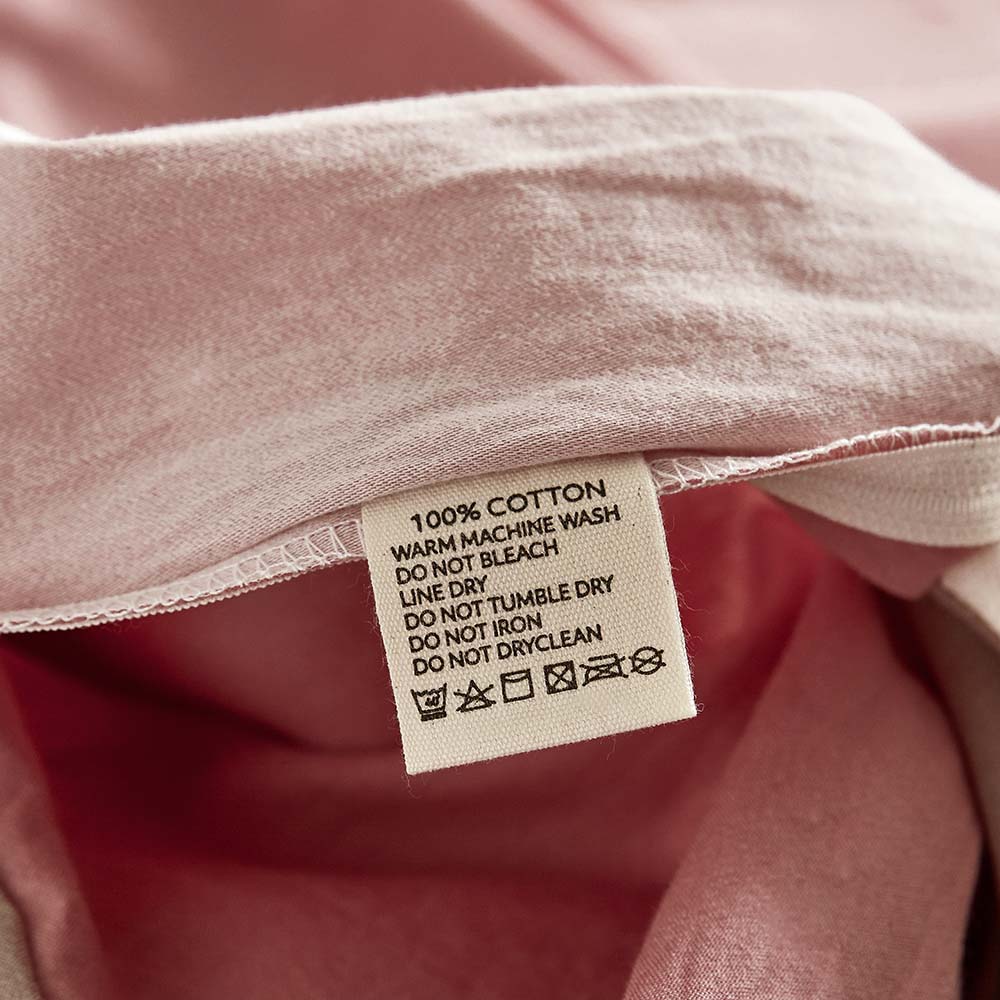 100% COTTON
WARM MACHINE WASH
DO NOT BLEACH
LINE DRY
DO NOT TUMBLE DRY
DO NOT IRON
DO NOT DRYCLEAN
40